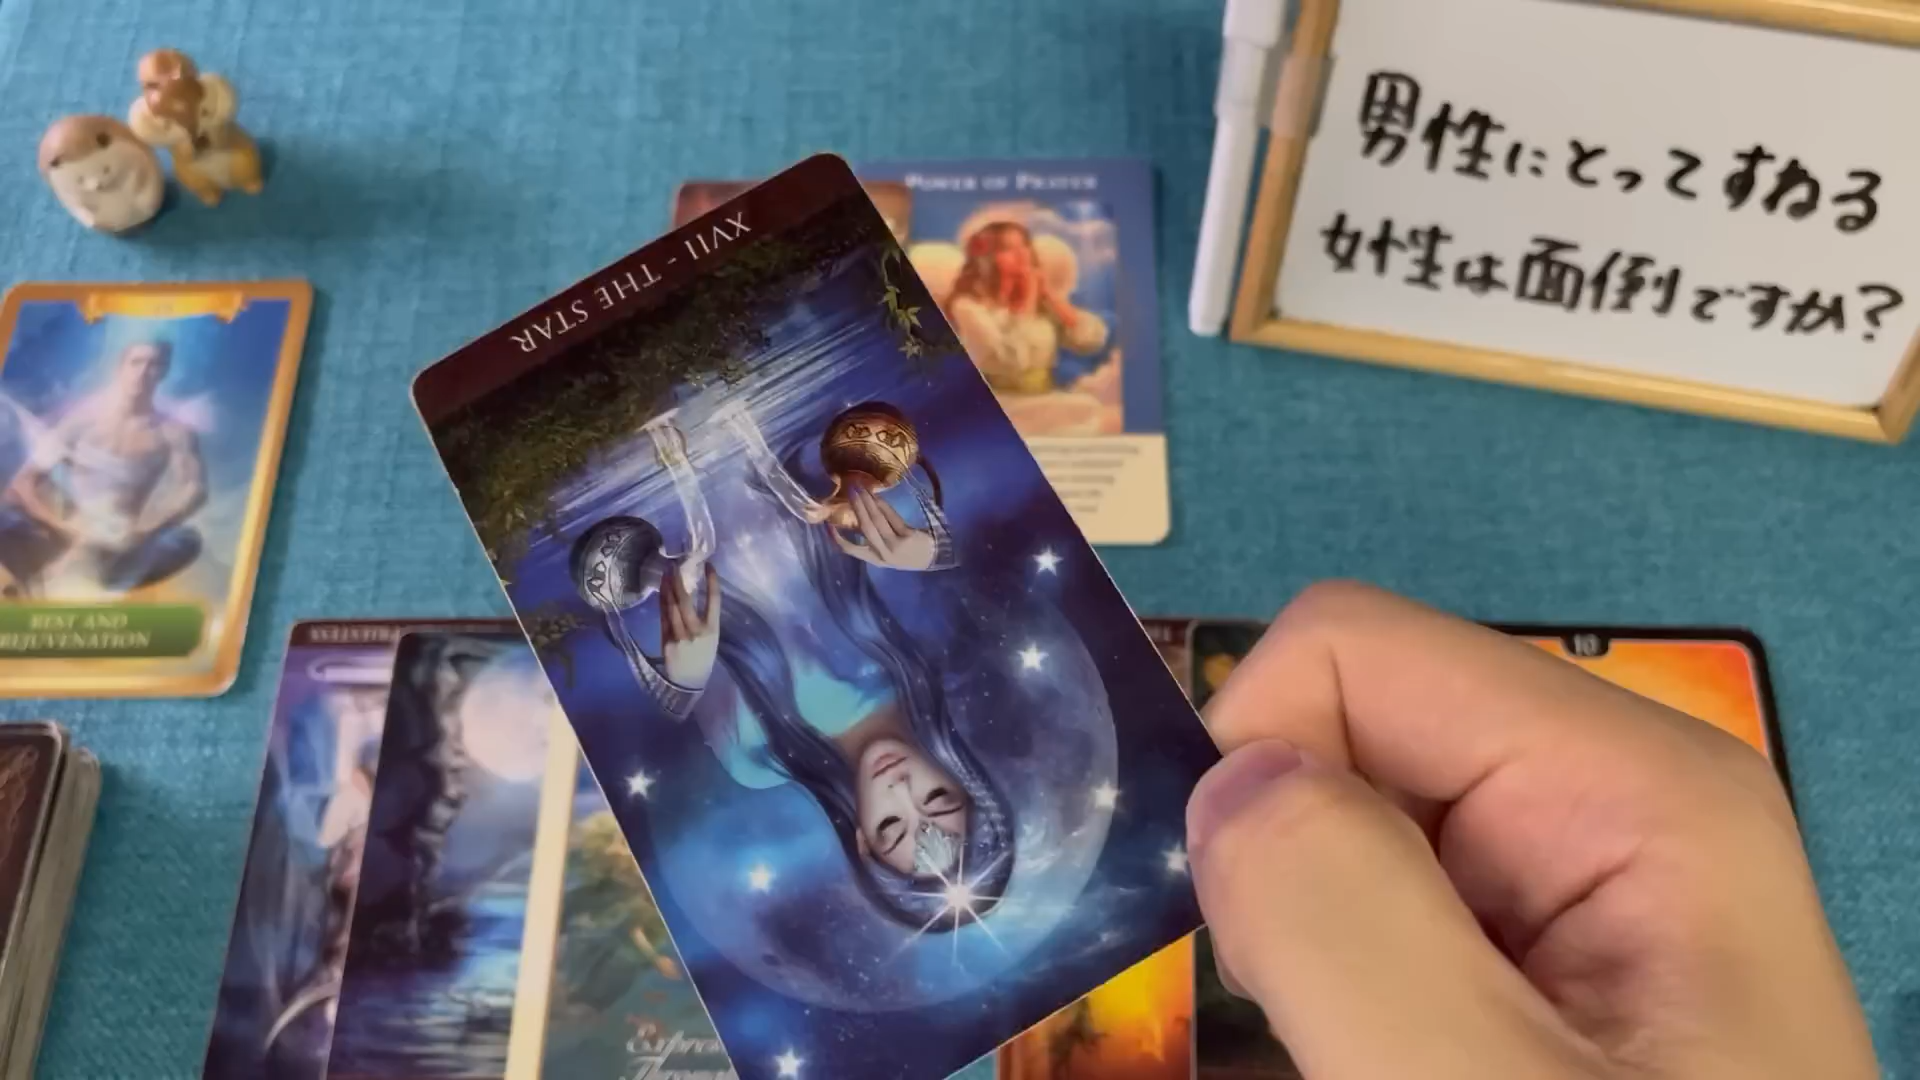 男性にとってすねる
女性は面倒ですか?
XVII - THE STAR
POWER OF PRAYER
REST AND
REJUVENATION
PRIESTESS
10